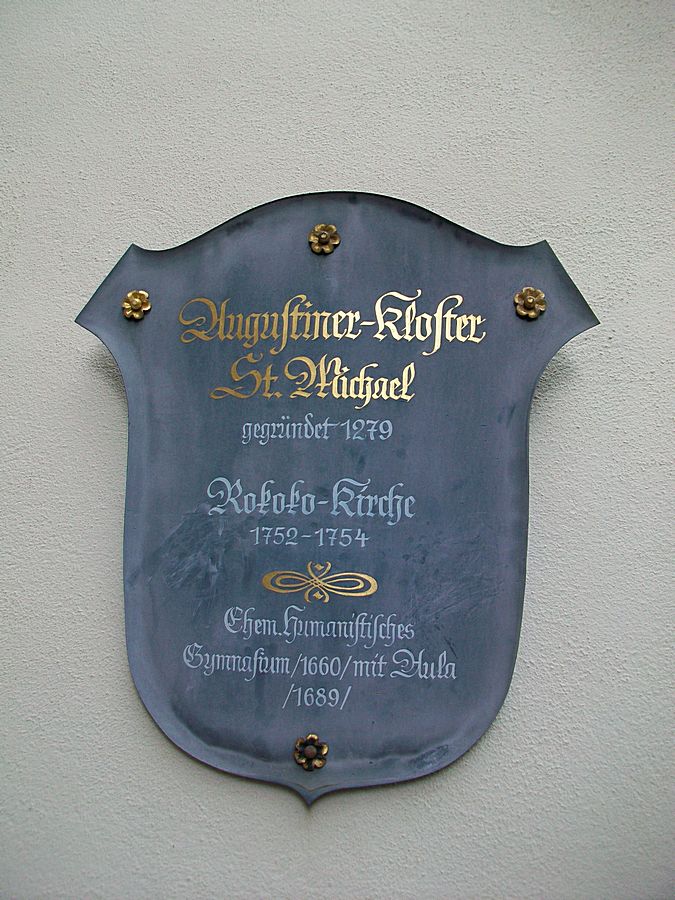 Augustiner-Kloster
St. Michael
gegründet 1279
Rokoko-Kirche
1752-1754
Ehem. Humanistisches
Gymnasium /1660/ mit Aula
/1689/